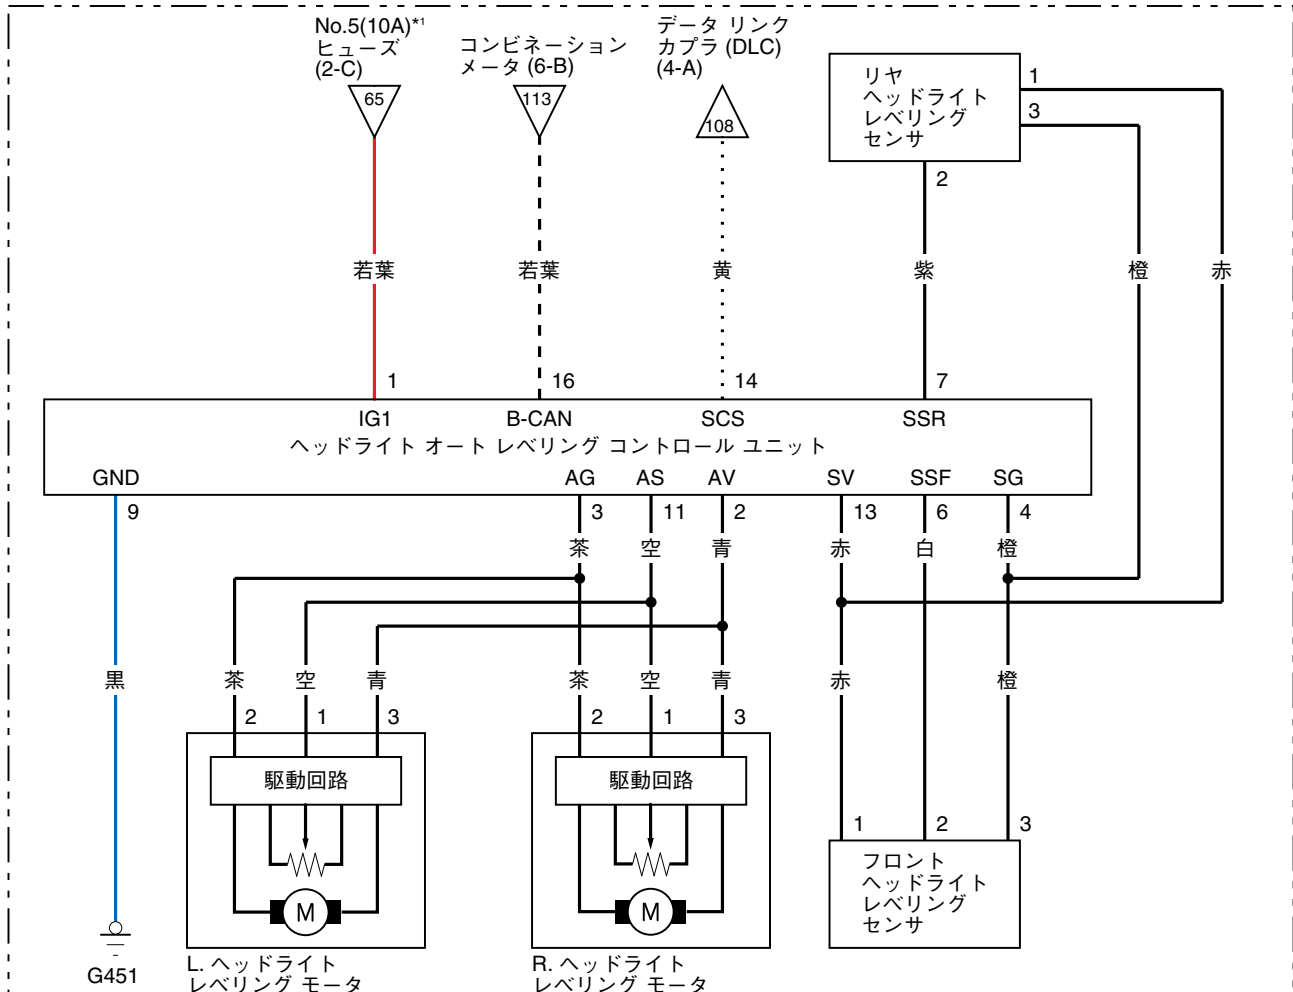 No.5(10A)*1
ヒューズ
(2-C)
コンビネーション
メータ (6-B)
データ リンク
カプラ (DLC)
(4-A)
65
113
108
リヤ
ヘッドライト
レベリング
センサ
1
3
2
若葉
若葉
黄
紫
橙
赤
1
16
14
7
IG1
B-CAN
SCS
SSR
ヘッドライト オート レベリング コントロール ユニット
GND
AG
AS
AV
SV
SSF
SG
9
3
11
2
13
6
4
茶
空
青
赤
白
橙
黒
茶
空
青
茶
空
青
赤
橙
2
1
3
2
1
3
駆動回路
駆動回路
1
2
3
フロント
ヘッドライト
レベリング
センサ
M
M
G451
L. ヘッドライト
レベリング モータ
R. ヘッドライト
レベリング モータ